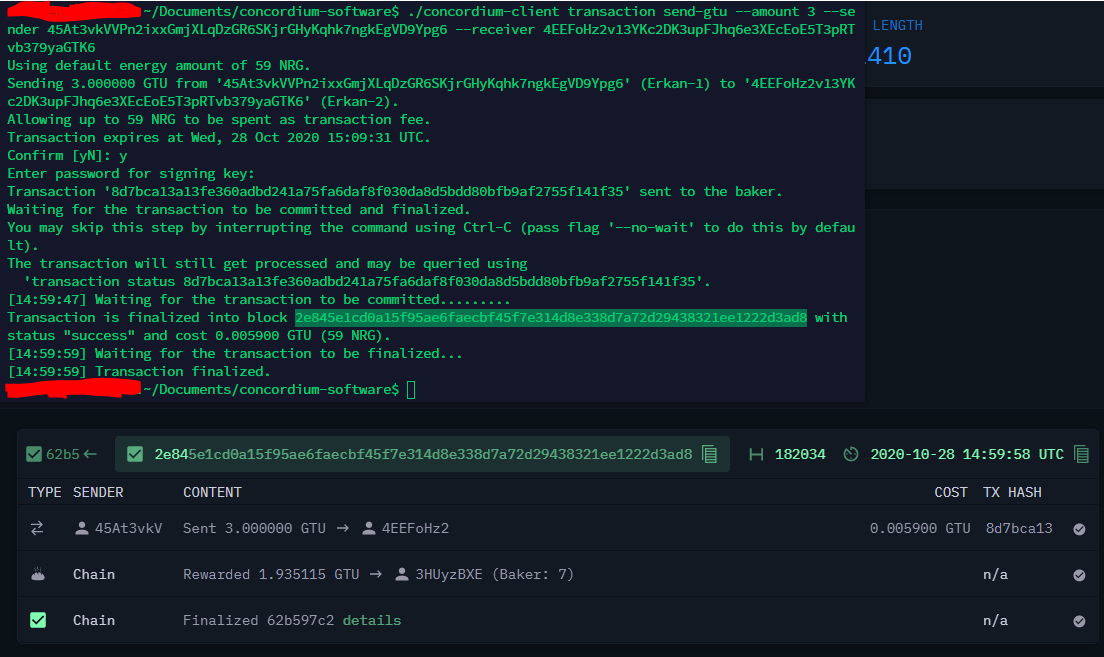 ~/Documents/concordium-software$ ./concordium-client transaction send-gtu --amount 3 --se
nder 45At3vkVVPn2ixxGmjXLqDzGR6SKjrGHyKqhk7ngkEgVD9Ypg6 --receiver 4EEFoHz2v13YKc2DK3upFJhq6e3XEcEoE5T3pRT
vb379yaGTK6
Using default energy amount of 59 NRG.
Sending 3.000000 GTU from '45At3vkVVPn2ixxGmjXLqDzGR6SKjrGHyKqhk7ngkEgVD9Ypg6' (Erkan-1) to '4EEFoHz2v13YK
c2DK3upFJhq6e3XEcEoE5T3pRTvb379yaGTK6' (Erkan-2).
Allowing up to 59 NRG to be spent as transaction fee.
Transaction expires at Wed, 28 Oct 2020 15:09:31 UTC.
Confirm [yN]: y
Enter password for signing key:
Transaction '8d7bca13a13fe360adbd241a75fa6daf8f030da8d5bdd80bfb9af2755f141f35' sent to the baker.
Waiting for the transaction to be committed and finalized.
You may skip this step by interrupting the command using Ctrl-C (pass flag '--no-wait' to do this by defau
lt).
The transaction will still get processed and may be queried using
'transaction status 8d7bca13a13fe360adbd241a75fa6daf8f030da8d5bdd80bfb9af2755f141f35'.
[14:59:47] Waiting for the transaction to be committed.........
Transaction is finalized into block 2e845e1cd0a15f95ae6faecbf45f7e314d8e338d7a72d29438321ee1222d3ad8 with
status "success" and cost 0.005900 GTU (59 NRG).
[14:59:59] Waiting for the transaction to be finalized...
[14:59:59] Transaction finalized.
~/Documents/concordium-software$
LENGTH
410
62b5← 2e845e1cd0a15f95ae6faecbf45f7e314d8e338d7a72d29438321ee1222d3ad8 182034 2020-10-28 14:59:58 UTC
TYPE SENDER CONTENT COST TX HASH
45At3vkV Sent 3.000000 GTU → 4EEFoHz2 0.005900 GTU 8d7bca13
Chain Rewarded 1.935115 GTU → 3HUyzBXE (Baker: 7) n/a
Chain Finalized 62b597c2 details n/a